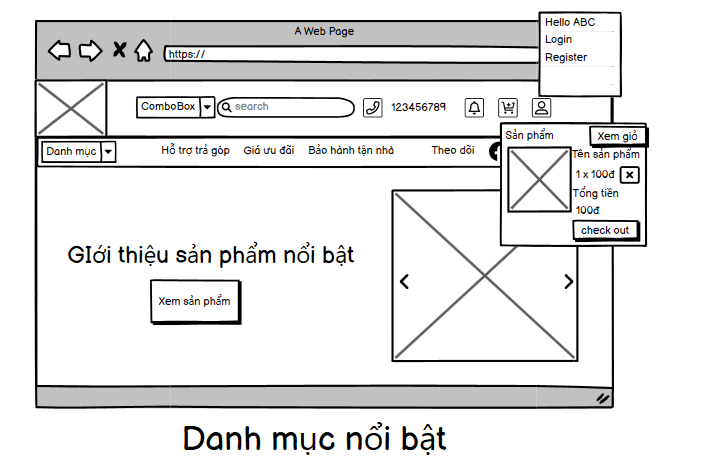 A Web Page
https://
Hello ABC
Login
Register
ComboBox
search
123456789
Danh mục
Hỗ trợ trả góp
Giá ưu đãi
Bảo hành tận nhà
Theo dõi
Sản phẩm
Xem giỏ
Tên sản phẩm
1 x 100đ
Tổng tiền
100đ
check out
GIới thiệu sản phẩm nổi bật
Xem sản phẩm
Danh mục nổi bật